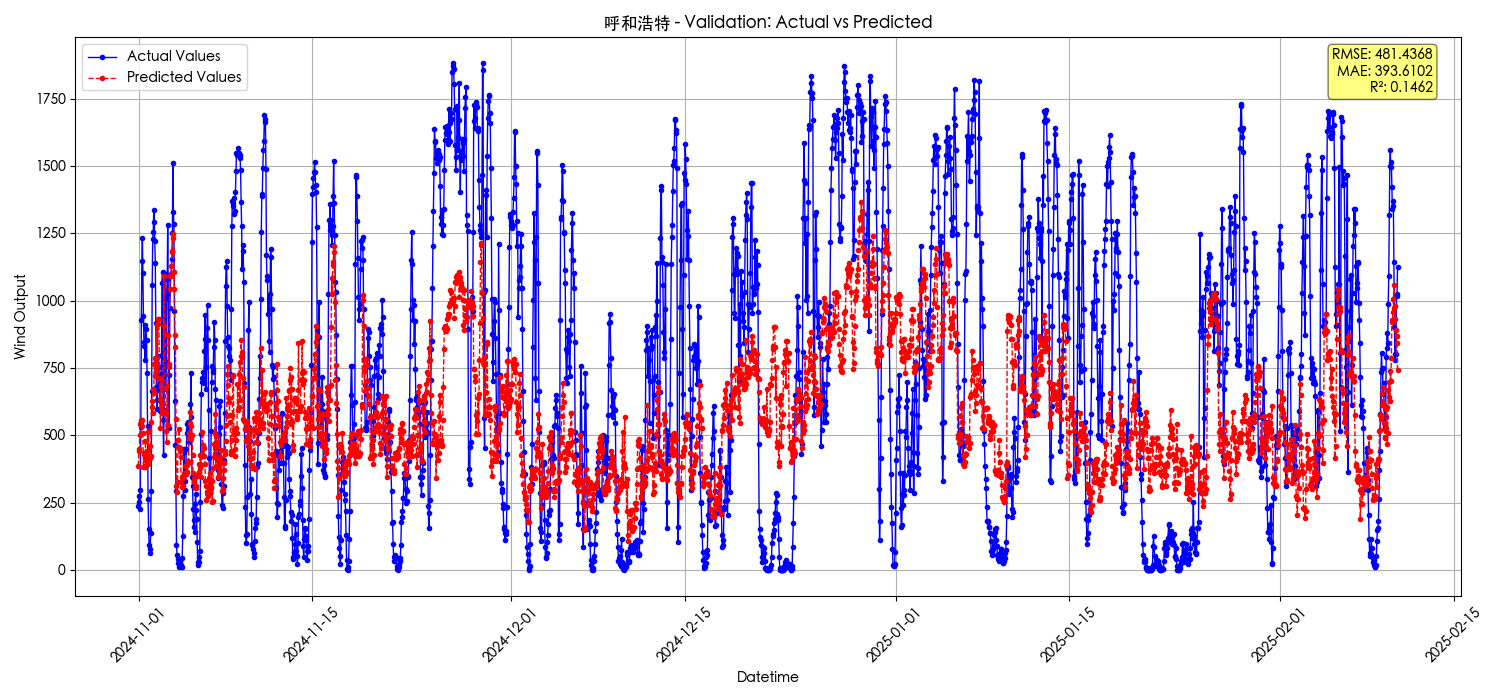 呼和浩特 - Validation: Actual vs Predicted
Actual Values
Predicted Values
RMSE: 481.4368
MAE: 393.6102
R²: 0.1462
Wind Output
1750
1500
1250
1000
750
500
250
0
2024-11-01
2024-11-15
2024-12-01
2024-12-15
2025-01-01
2025-01-15
2025-02-01
2025-02-15
Datetime